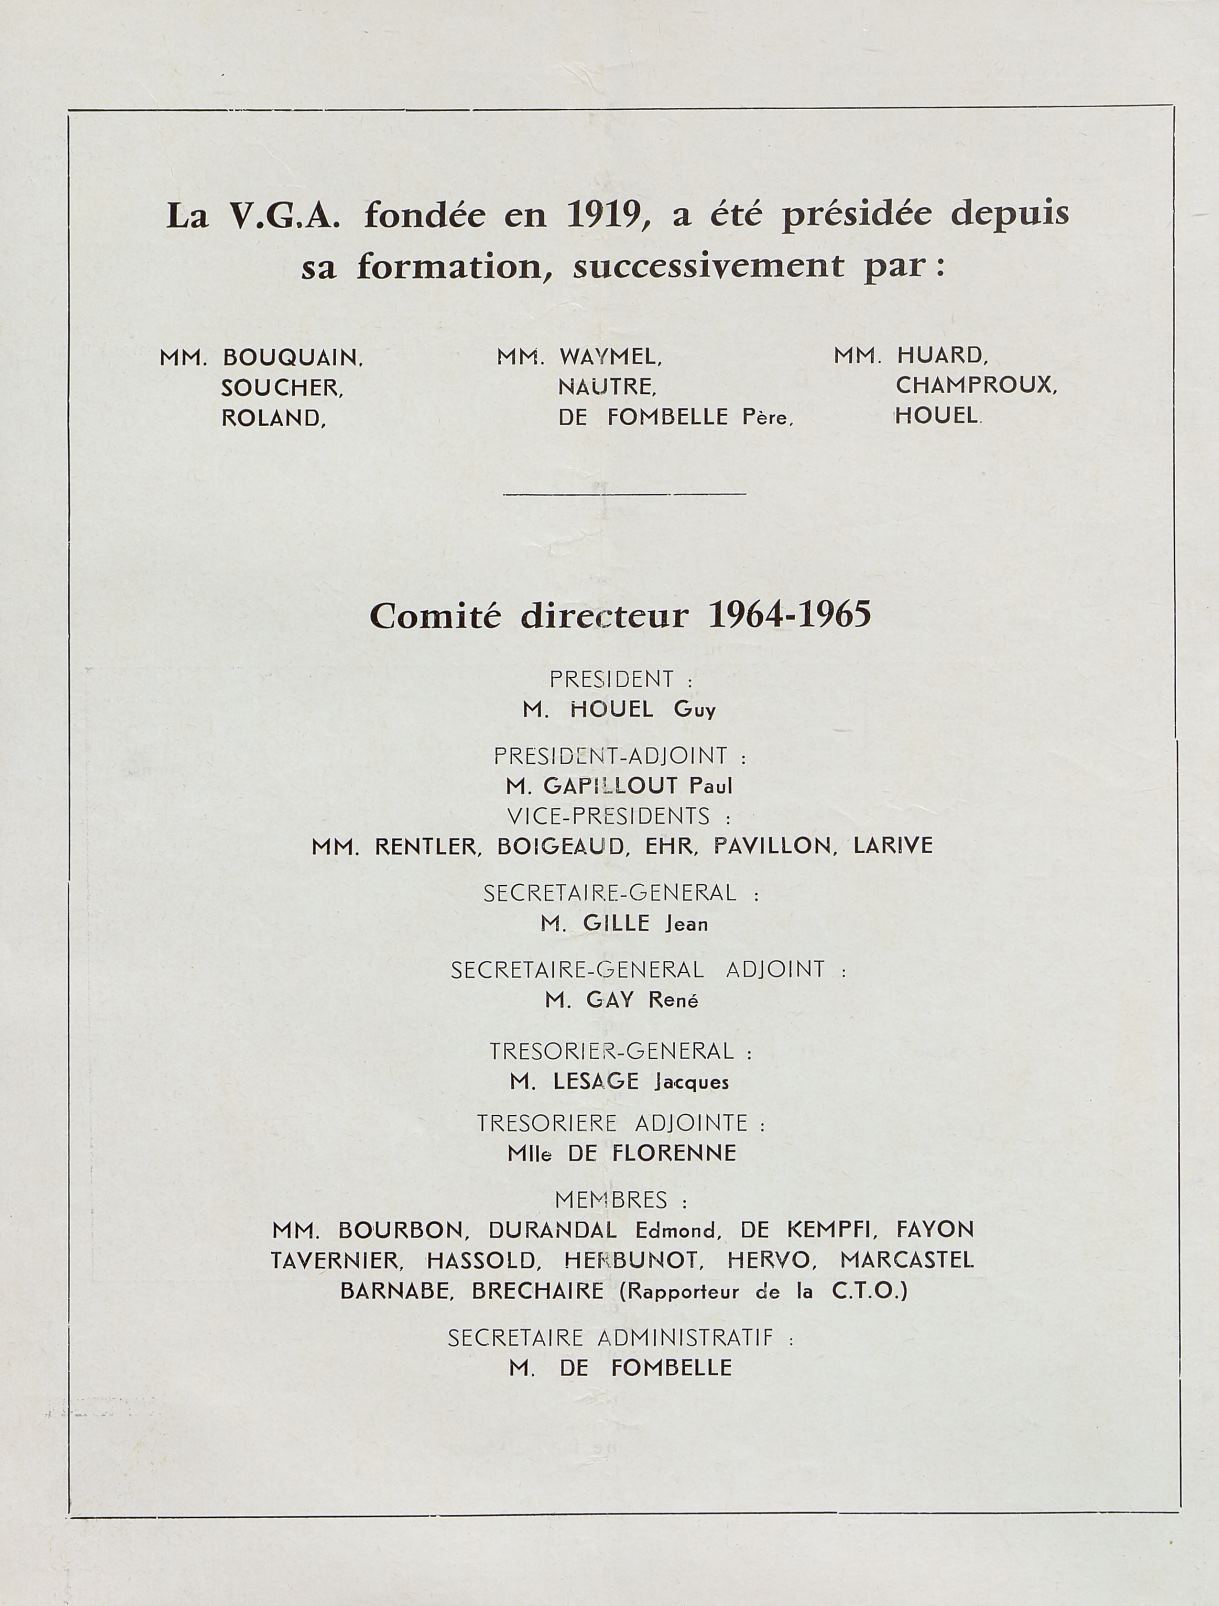 La V.G.A. fondée en 1919, a été présidée depuis
sa formation, successivement par :
MM. BOUQUAIN,
SOUCHER,
ROLAND,
MM. WAYMEL,
NAUTRE,
DE FOMBELLE Père,
MM. HUARD,
CHAMPROUX,
HOUEL.
Comité directeur 1964-1965
PRESIDENT :
M. HOUEL Guy
PRESIDENT-ADJOINT :
M. GAPILLOUT Paul
VICE-PRESIDENTS :
MM. RENTLER, BOIGEAUD, EHR, PAVILLON, LARIVE
SECRETAIRE-GENERAL :
M. GILLE Jean
SECRETAIRE-GENERAL ADJOINT :
M. GAY René
TRESORIER-GENERAL :
M. LESAGE Jacques
TRESORIERE ADJOINTE :
Mlle DE FLORENNE
MEMBRES :
MM. BOURBON, DURANDAL Edmond, DE KEMPFI, FAYON
TAVERNIER, HASSOLD, HERBUNOT, HERVO, MARCASTEL
BARNABE, BRECHAIRE (Rapporteur de la C.T.O.)
SECRETAIRE ADMINISTRATIF :
M. DE FOMBELLE